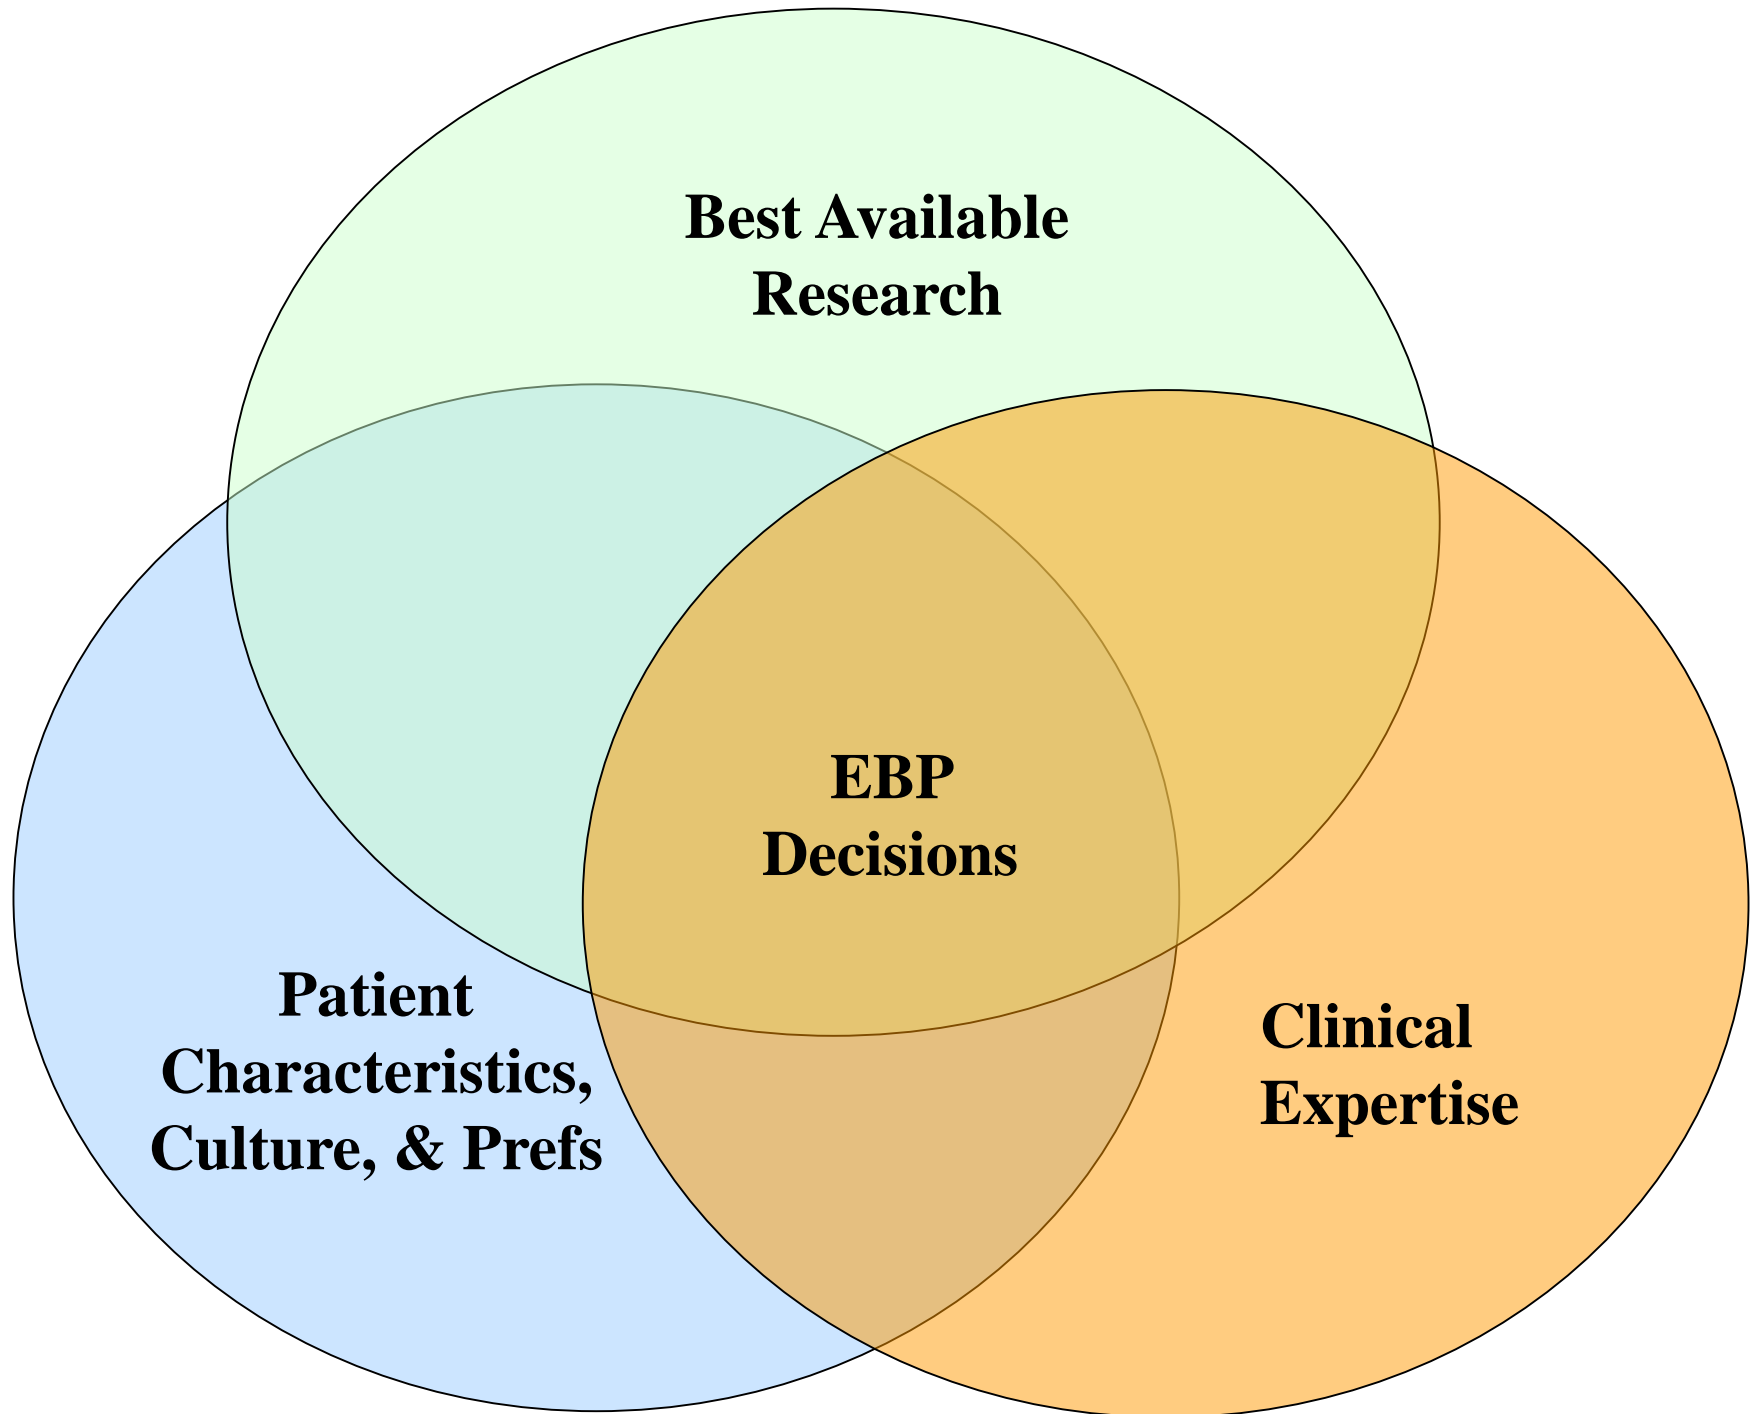 Best Available
Research
EBP
Decisions
Patient
Characteristics,
Culture, & Prefs
Clinical
Expertise